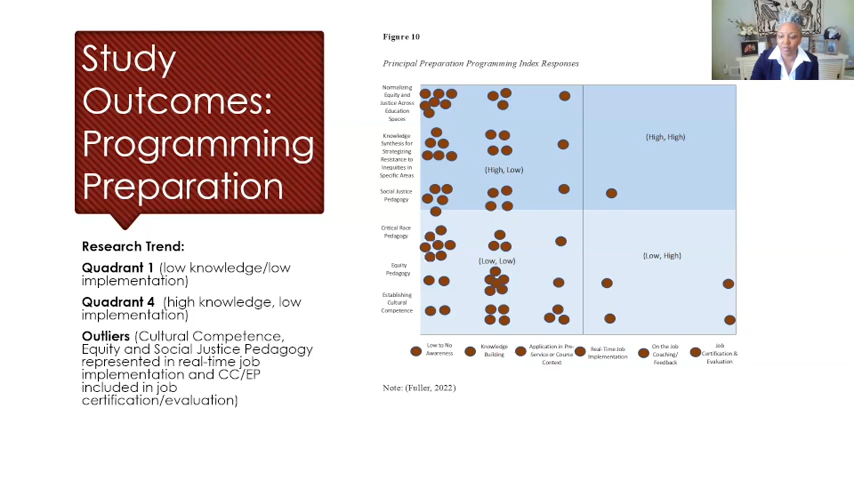 Study
Outcomes:
Programming
Preparation
Research Trend:
Quadrant 1 (low knowledge/low
implementation)
Quadrant 4 (high knowledge, low
implementation)
Outliers (Cultural Competence,
Equity and Social Justice Pedagogy
represented in real-time job
implementation and CC/EP
included in job
certification/evaluation)
Figure 10
Principal Preparation Programming Index Responses
Normalizing
Equity and
Justice Across
Education
Spaces
Knowledge
Synthesis for
Strategizing
Resistance to
Inequities in
Specific Areas
Social Justice
Pedagogy
Critical Race
Pedagogy
Equity
Pedagogy
Establishing
Cultural
Competence
(High, Low)
(High, High)
(Low, Low)
(Low, High)
Low to No
Awareness
Knowledge
Building
Application in Pre-
Service or Course
Context
Real-Time Job
Implementation
On the Job
Coaching/
Feedback
Job
Certification &
Evaluation
Note: (Fuller, 2022)